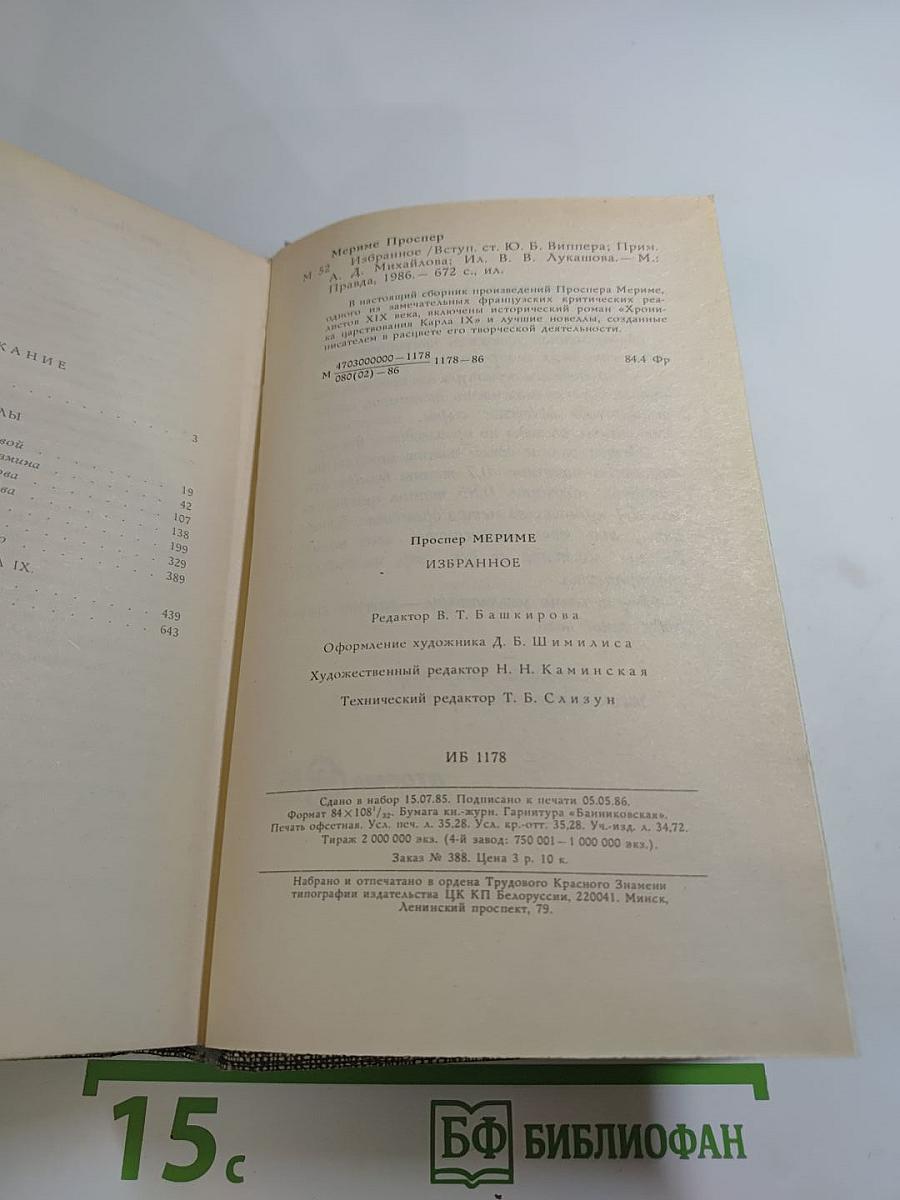 КАНИЕ
3
19
42
107
138
199
329
389
IX.
439
643
Мериме Проспер
М 52 Избранное /Вступ. ст. Ю. Б. Виппера; Прим.
А. Д. Михайлова; Ил. В. В. Лукашова.— М.:
Правда, 1986.— 672 с., ил.
В настоящий сборник произведений Проспера Мериме,
одного из замечательных французских критических реа-
листов XIX века, включены исторический роман «Хрони-
ка царствования Карла IX» и лучшие новеллы, созданные
писателем в расцвете его творческой деятельности.
М 4703000000—1178 1178—86 84.4 Фр
080(02)—86
Проспер МЕРИМЕ
ИЗБРАННОЕ
Редактор В. Т. Башкирова
Оформление художника Д. Б. Шимилиса
Художественный редактор Н. Н. Каминская
Технический редактор Т. Б. Слизун
ИБ 1178
Сдано в набор 15.07.85. Подписано к печати 05.05.86.
Формат 84×108¹/₃₂. Бумага кн.-журн. Гарнитура «Банниковская».
Печать офсетная. Усл. печ. л. 35,28. Усл. кр.-отт. 35,28. Уч.-изд. л. 34,72.
Тираж 2 000 000 экз. (4-й завод: 750 001—1 000 000 экз.).
Заказ № 388. Цена 3 р. 10 к.
Набрано и отпечатано в ордена Трудового Красного Знамени
типографии издательства ЦК КП Белоруссии, 220041. Минск,
Ленинский проспект, 79.
15 с
БФ БИБЛИОФАН